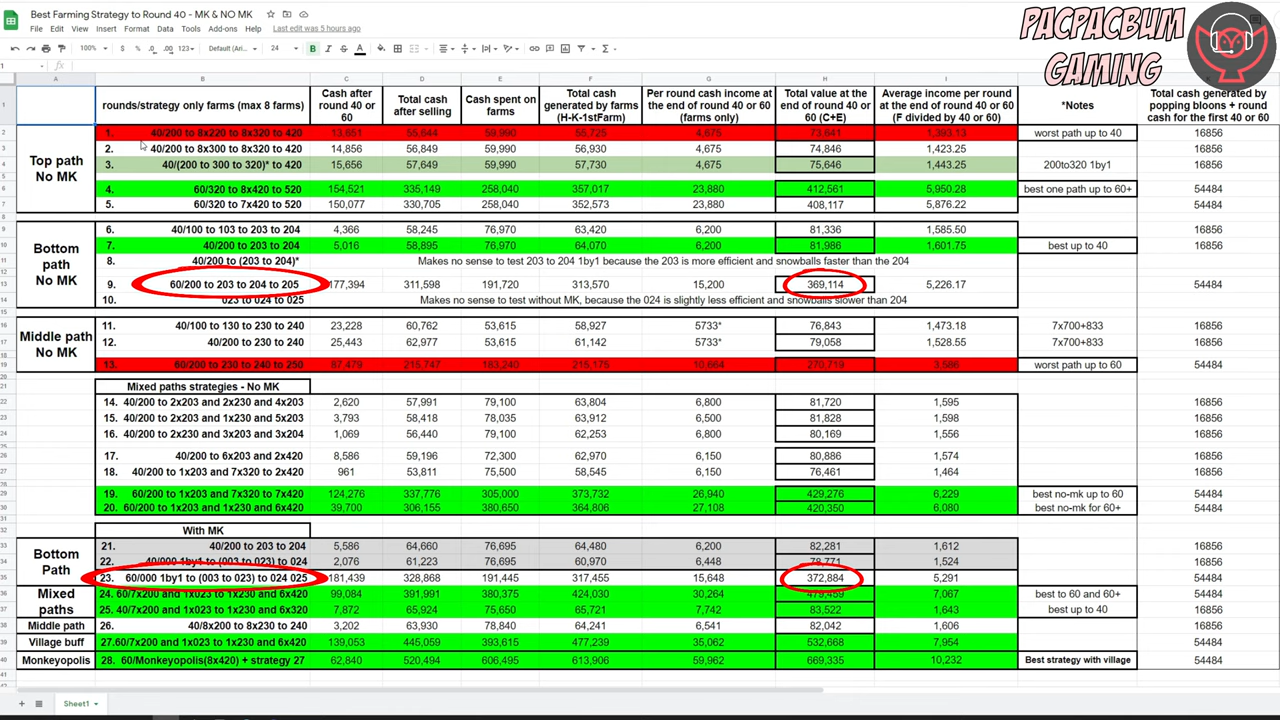 Best Farming Strategy to Round 40 - MK & NO MK
PACPACBUM GAMING
File Edit View Insert Format Data Tools Add-ons Help Last edit was 5 hours ago
100% $ % .0 .00 123 Default (Ari... 24 B I S A
rounds/strategy only farms (max 8 farms) Cash after round 40 or 60 Total cash after selling Cash spent on farms Total cash generated by farms (H-K-1stFarm) Per round cash income at the end of round 40 or 60 (farms only) Total value at the end of round 40 or 60 (C+E) Average income per round at the end of round 40 or 60 (F divided by 40 or 60) *Notes Total cash generated by popping bloons + round cash for the first 40 or 60
Top path No MK
1. 40/200 to 8x220 to 8x320 to 420 13,651 55,644 59,990 55,725 4,675 73,641 1,393.13 worst path up to 40 16856
2. 40/200 to 8x300 to 8x320 to 420 14,856 56,849 59,990 56,930 4,675 74,846 1,423.25 16856
3. 40/(200 to 300 to 320)* to 420 15,656 57,649 59,990 57,730 4,675 75,646 1,443.25 200to320 1by1 16856
4. 60/320 to 8x420 to 520 154,521 335,149 258,040 357,017 23,880 412,561 5,950.28 best one path up to 60+ 54484
5. 60/320 to 7x420 to 520 150,077 330,705 258,040 352,573 23,880 408,117 5,876.22 54484
Bottom path No MK
6. 40/100 to 103 to 203 to 204 4,366 58,245 76,970 63,420 6,200 81,336 1,585.50 16856
7. 40/200 to 203 to 204 5,016 58,895 76,970 64,070 6,200 81,986 1,601.75 best up to 40 16856
8. 40/200 to (203 to 204)* Makes no sense to test 203 to 204 1by1 because the 203 is more efficient and snowballs faster than the 204
9. 60/200 to 203 to 204 to 205 177,394 311,598 191,720 313,570 15,200 369,114 5,226.17 54484
10. 023 to 024 to 025 Makes no sense to test without MK, because the 024 is slightly less efficient and snowballs slower than 204
Middle path No MK
11. 40/100 to 130 to 230 to 240 23,228 60,762 53,615 58,927 5733* 76,843 1,473.18 7x700+833 16856
12. 40/200 to 230 to 240 25,443 62,977 53,615 61,142 5733* 79,058 1,528.55 7x700+833 16856
13. 60/200 to 230 to 240 to 250 87,479 215,747 183,240 215,175 10,664 270,719 3,586 worst path up to 60 54484
Mixed paths strategies - No MK
14. 40/200 to 2x203 and 2x230 and 4x203 2,620 57,991 79,100 63,804 6,800 81,720 1,595 16856
15. 40/200 to 2x203 and 1x230 and 5x203 3,793 58,418 78,035 63,912 6,500 81,828 1,598 16856
16. 40/200 to 2x230 and 3x203 and 3x204 1,069 56,440 79,100 62,253 6,800 80,169 1,556 16856
17. 40/200 to 6x203 and 2x420 8,586 59,196 72,300 62,970 6,150 80,886 1,574 16856
18. 40/200 to 1x203 and 7x320 to 2x420 961 53,811 75,500 58,545 6,150 76,461 1,464 16856
19. 60/200 to 1x203 and 7x320 to 7x420 124,276 337,776 305,000 373,732 26,940 429,276 6,229 best no-mk up to 60 54484
20. 60/200 to 1x203 and 1x230 and 6x420 39,700 306,155 380,650 364,806 27,108 420,350 6,080 best no-mk for 60+ 54484
With MK
Bottom Path
21. 40/200 to 203 to 204 5,586 64,660 76,695 64,480 6,200 82,281 1,612 16856
22. 40/000 1by1 to (003 to 023) to 024 2,076 61,223 76,695 60,970 6,448 78,771 1,524 16856
23. 60/000 1by1 to (003 to 023) to 024 025 181,439 328,868 191,445 317,455 15,648 372,884 5,291 54484
Mixed paths
24. 60/7x200 and 1x023 to 1x230 and 6x420 99,084 391,991 380,375 424,030 30,264 479,459 7,067 best to 60 and 60+ 54484
25. 40/7x200 and 1x023 to 1x230 and 6x320 7,872 65,924 75,650 65,721 7,742 83,522 1,643 best up to 40 16856
Middle path 26. 40/8x200 to 8x230 to 240 3,202 63,930 78,840 64,241 6,541 82,042 1,606 16856
Village buff 27.60/7x200 and 1x023 to 1x230 and 6x420 139,053 445,059 393,615 477,239 35,062 532,668 7,954 54484
Monkeyopolis 28. 60/Monkeyopolis(8x420) + strategy 27 62,840 520,494 606,495 613,906 59,962 669,335 10,232 Best strategy with village 54484
Sheet1